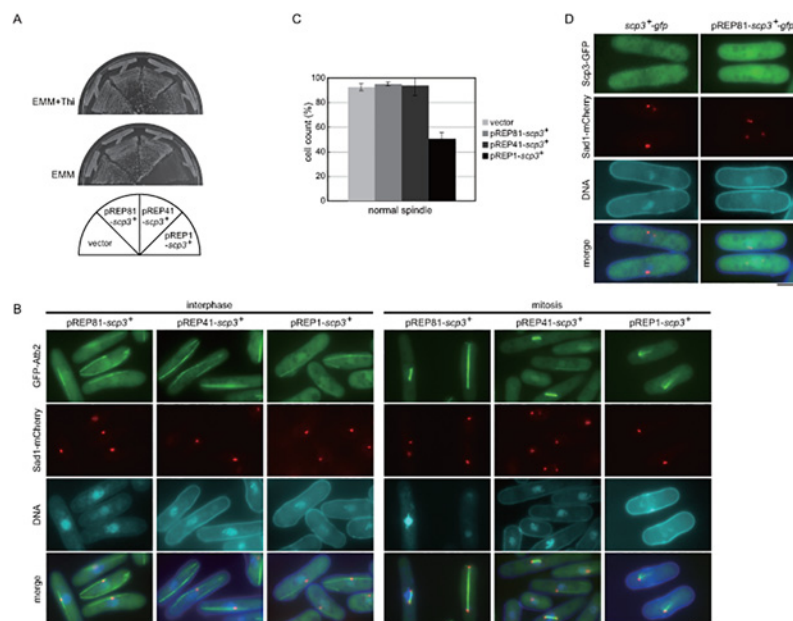 A
EMM+Thi
EMM
vector
pREP81
-scp3⁺
pREP41
-scp3⁺
pREP1
-scp3⁺
C
cell count (%)
100
80
60
40
20
0
normal spindle
vector
pREP81-scp3⁺
pREP41-scp3⁺
pREP1-scp3⁺
D
scp3⁺-gfp
pREP81-scp3⁺-gfp
Scp3-GFP
Sad1-mCherry
DNA
merge
B
interphase
mitosis
pREP81-scp3⁺
pREP41-scp3⁺
pREP1-scp3⁺
pREP81-scp3⁺
pREP41-scp3⁺
pREP1-scp3⁺
GFP-Atb2
Sad1-mCherry
DNA
merge